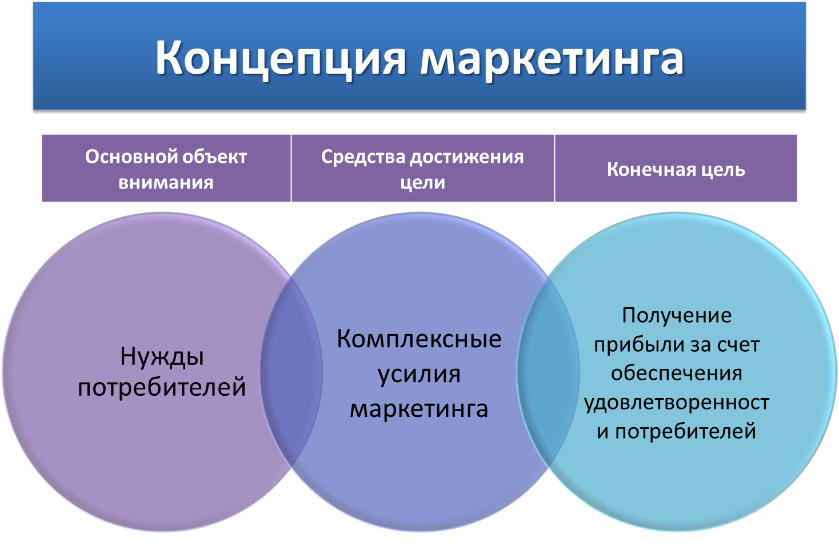 Концепция маркетинга
Основной объект
внимания
Средства достижения
цели
Конечная цель
Нужды
потребителей
Комплексные
усилия
маркетинга
Получение
прибыли за счет
обеспечения
удовлетворенност
и потребителей